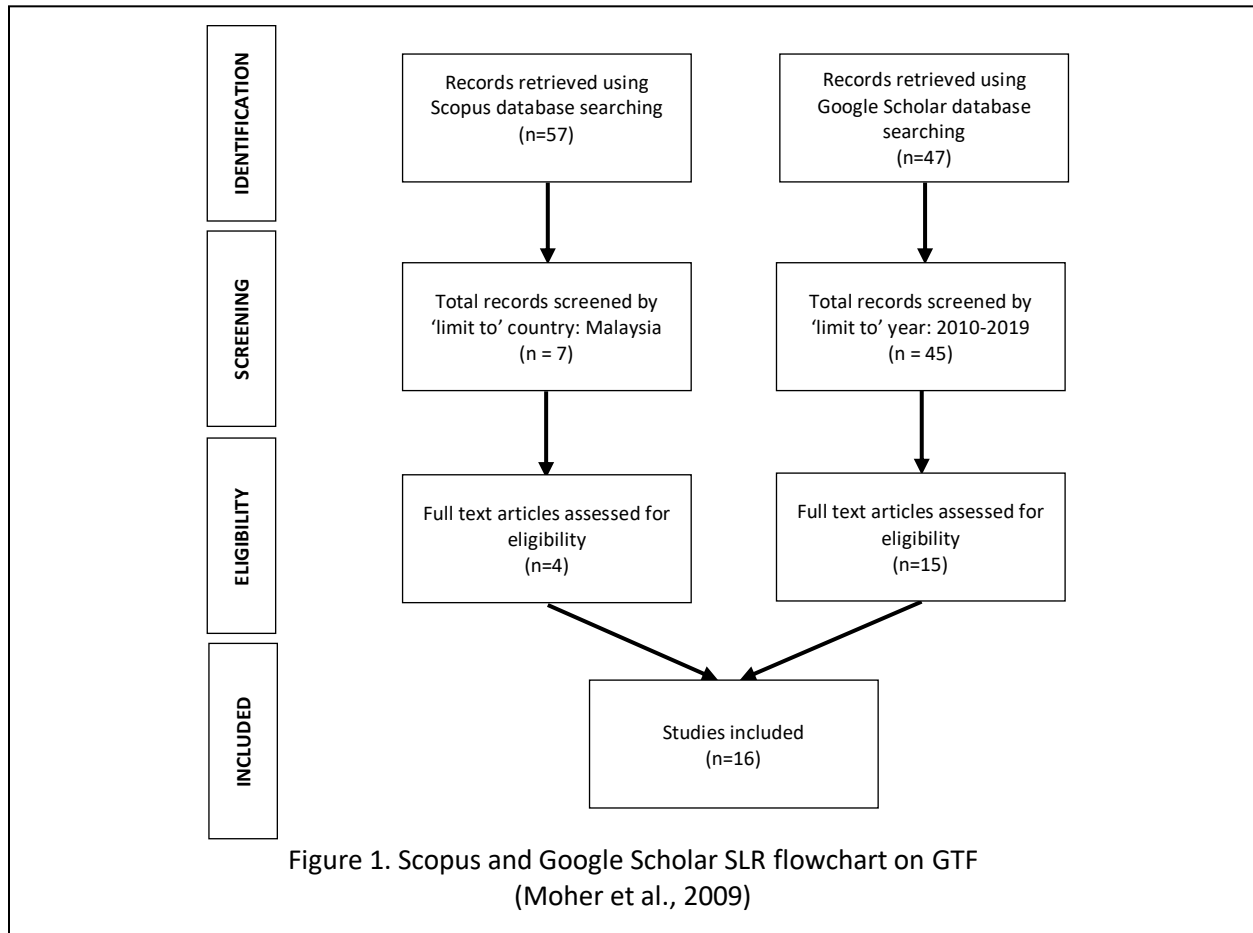 IDENTIFICATION
Records retrieved using
Scopus database searching
(n=57)
Records retrieved using
Google Scholar database
searching
(n=47)
SCREENING
Total records screened by
‘limit to’ country: Malaysia
(n = 7)
Total records screened by
‘limit to’ year: 2010-2019
(n = 45)
ELIGIBILITY
Full text articles assessed for
eligibility
(n=4)
Full text articles assessed for
eligibility
(n=15)
INCLUDED
Studies included
(n=16)
Figure 1. Scopus and Google Scholar SLR flowchart on GTF
(Moher et al., 2009)